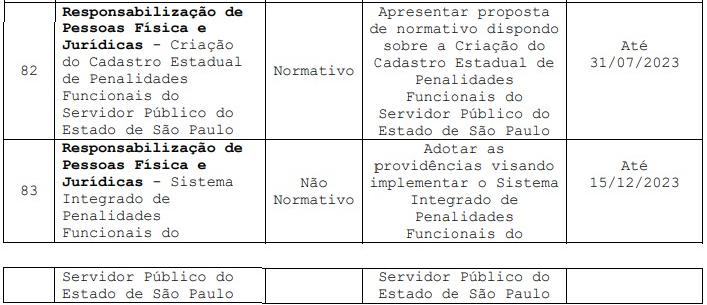 82
Responsabilização de
Pessoas Física e
Jurídicas - Criação
do Cadastro Estadual
de Penalidades
Funcionais do
Servidor Público do
Estado de São Paulo
Normativo
Apresentar proposta
de normativo dispondo
sobre a Criação do
Cadastro Estadual de
Penalidades
Funcionais do
Servidor Público do
Estado de São Paulo
Até
31/07/2023
83
Responsabilização de
Pessoas Física e
Jurídicas - Sistema
Integrado de
Penalidades
Funcionais do
Não
Normativo
Adotar as
providências visando
implementar o Sistema
Integrado de
Penalidades
Funcionais do
Até
15/12/2023
Servidor Público do
Estado de São Paulo
Servidor Público do
Estado de São Paulo